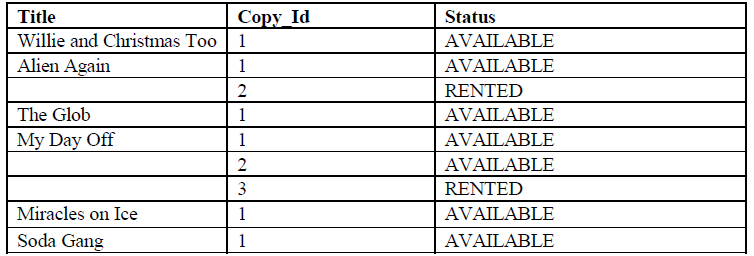 Title Copy_Id Status
Willie and Christmas Too 1 AVAILABLE
Alien Again 1 AVAILABLE
2 RENTED
The Glob 1 AVAILABLE
My Day Off 1 AVAILABLE
2 AVAILABLE
3 RENTED
Miracles on Ice 1 AVAILABLE
Soda Gang 1 AVAILABLE